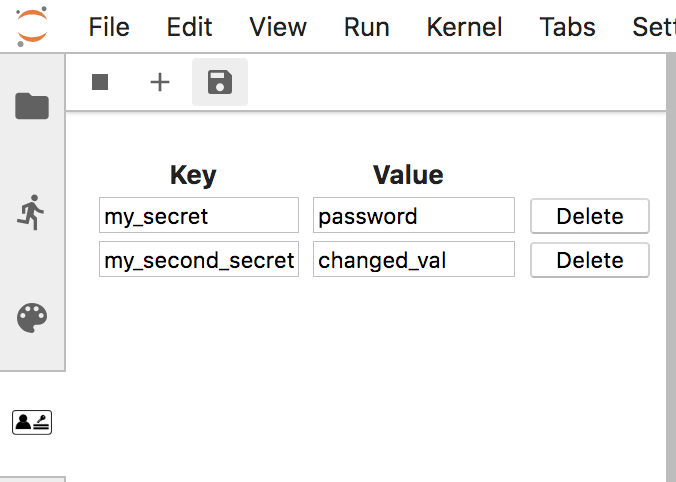 File Edit View Run Kernel Tabs Sett
Key Value
my_secret password Delete
my_second_secret changed_val Delete